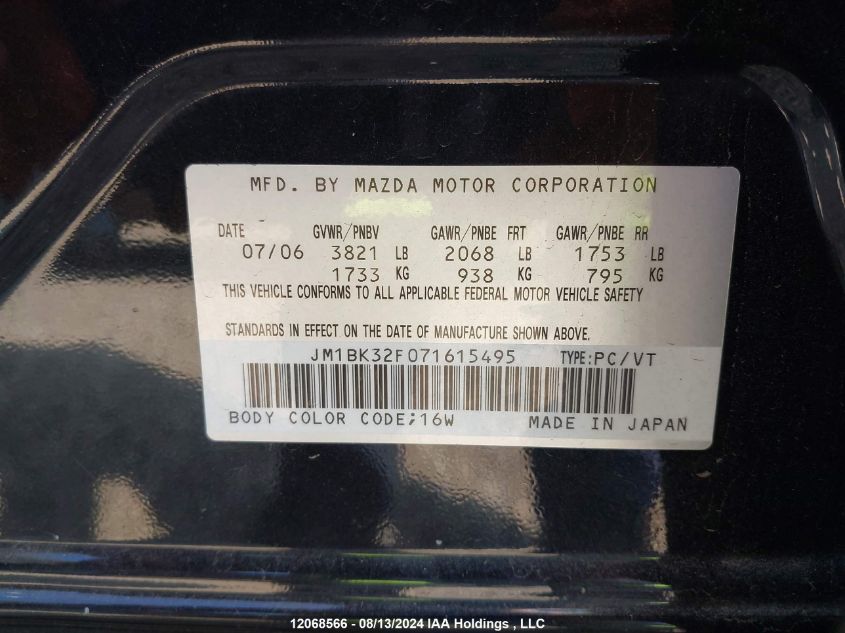 MFD. BY MAZDA MOTOR CORPORATION
DATE GVWR/PNBV GAWR/PNBE FRT GAWR/PNBE RR
07/06 3821 LB 2068 LB 1753 LB
1733 KG 938 KG 795 KG
THIS VEHICLE CONFORMS TO ALL APPLICABLE FEDERAL MOTOR VEHICLE SAFETY
STANDARDS IN EFFECT ON THE DATE OF MANUFACTURE SHOWN ABOVE.
JM1BK32F071615495 TYPE:PC/VT
BODY COLOR CODE;16W MADE IN JAPAN
12068566 - 08/13/2024 IAA Holdings , LLC